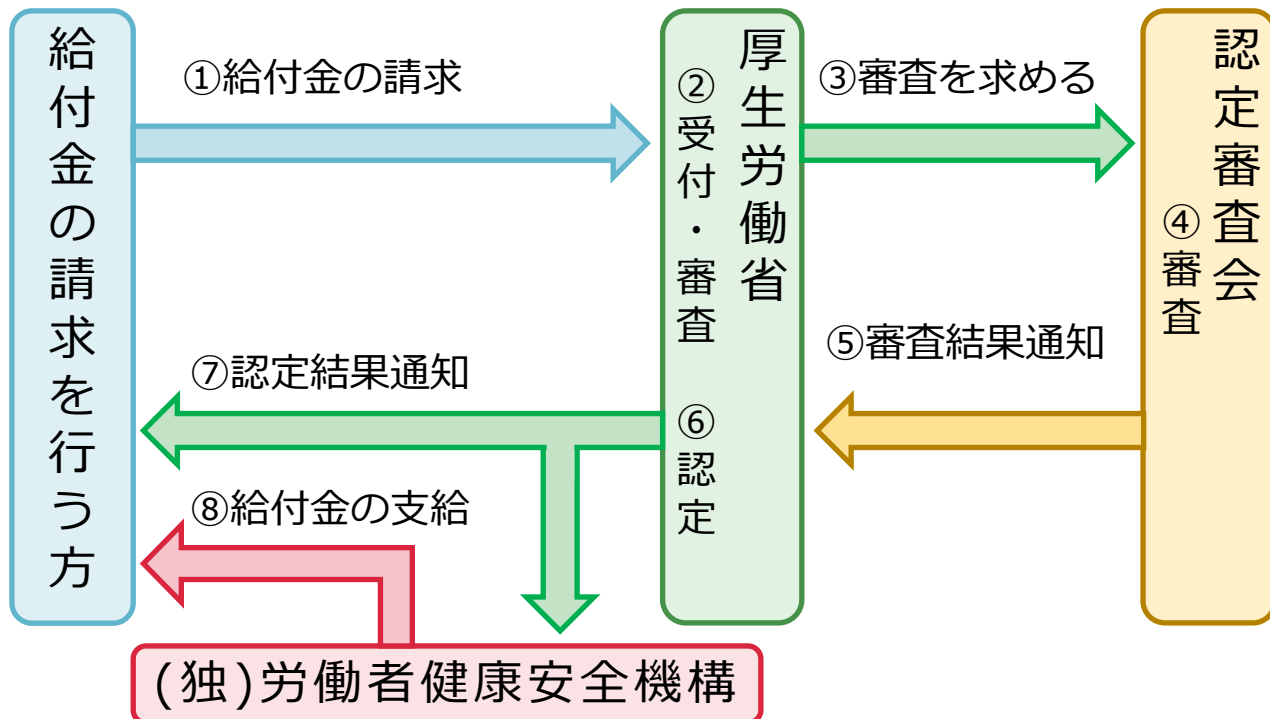 給付金の請求を行う方
①給付金の請求
厚生労働省
②受付・審査
⑥認定
③審査を求める
認定審査会
④審査
⑤審査結果通知
⑦認定結果通知
⑧給付金の支給
(独)労働者健康安全機構